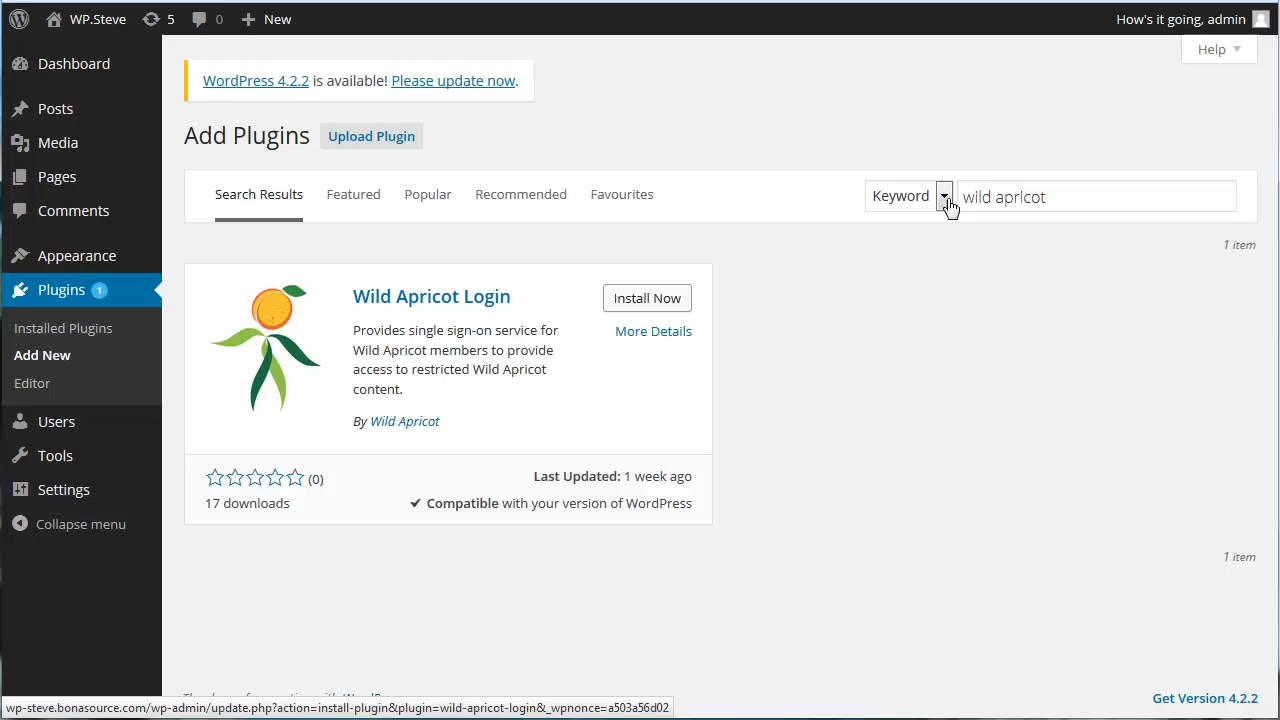 WP.Steve 5 0 New How's it going, admin
Help
Dashboard
Posts
Media
Pages
Comments
Appearance
Plugins 1
Installed Plugins
Add New
Editor
Users
Tools
Settings
Collapse menu
WordPress 4.2.2 is available! Please update now.
Add Plugins Upload Plugin
Search Results Featured Popular Recommended Favourites Keyword wild apricot
1 item
Wild Apricot Login Install Now
More Details
Provides single sign-on service for
Wild Apricot members to provide
access to restricted Wild Apricot
content.
By Wild Apricot
(0) Last Updated: 1 week ago
17 downloads Compatible with your version of WordPress
1 item
Get Version 4.2.2
wp-steve.bonasource.com/wp-admin/update.php?action=install-plugin&plugin=wild-apricot-login&_wpnonce=a503a56d02